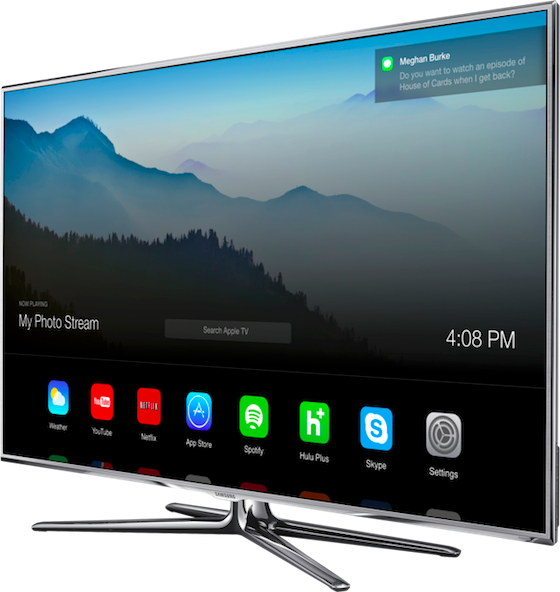 Meghan Burke
Do you want to watch an episode of
House of Cards when I get back?
NOW PLAYING
My Photo Stream
Search Apple TV
4:08 PM
YouTube
NETFLIX
h+
S
Weather
YouTube
Netflix
App Store
Spotify
Hulu Plus
Skype
Settings
SAMSUNG